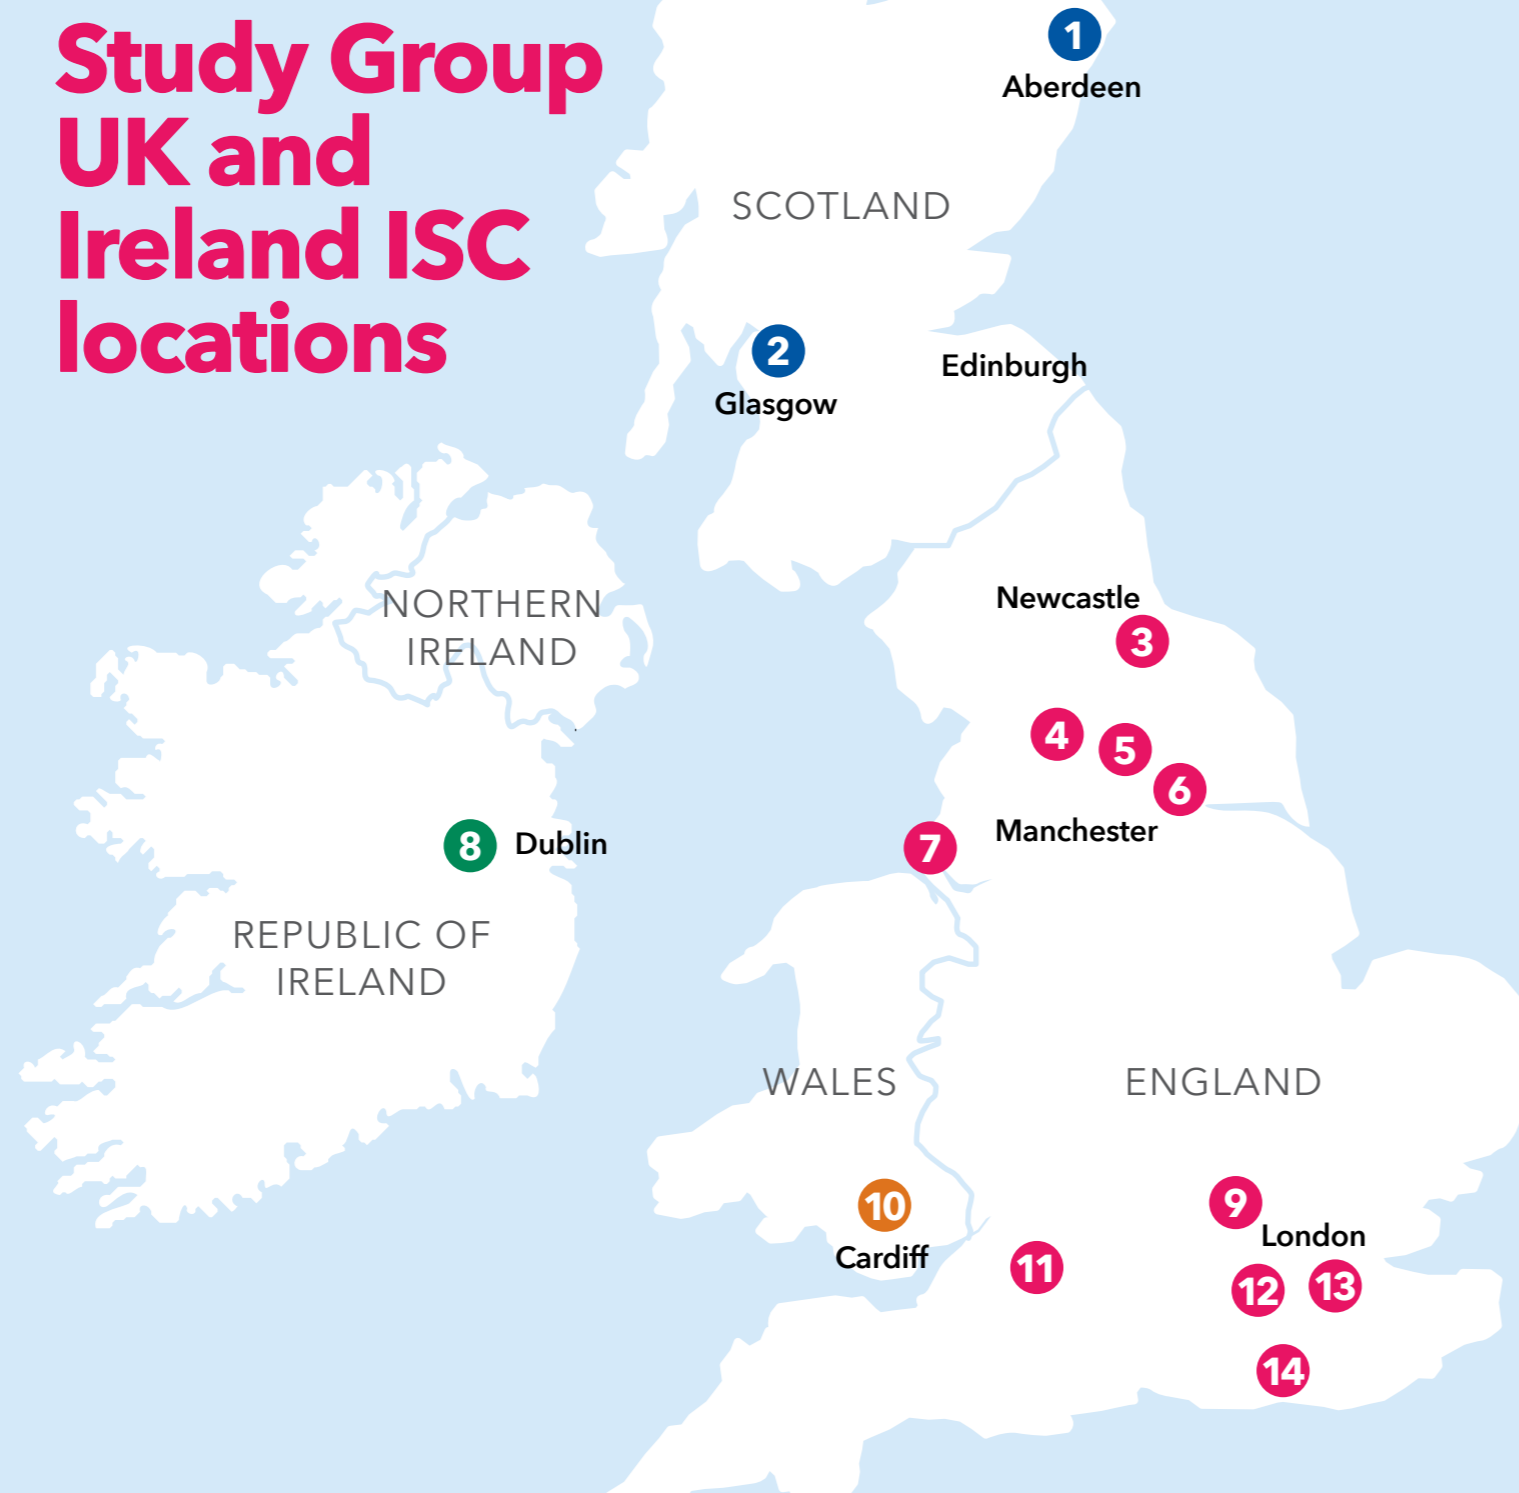 Study Group
UK and
Ireland ISC
locations
1
Aberdeen
SCOTLAND
2
Glasgow
Edinburgh
NORTHERN
IRELAND
Newcastle
3
4
5
6
Manchester
7
8
Dublin
REPUBLIC OF
IRELAND
WALES
ENGLAND
9
London
10
Cardiff
11
12
13
14